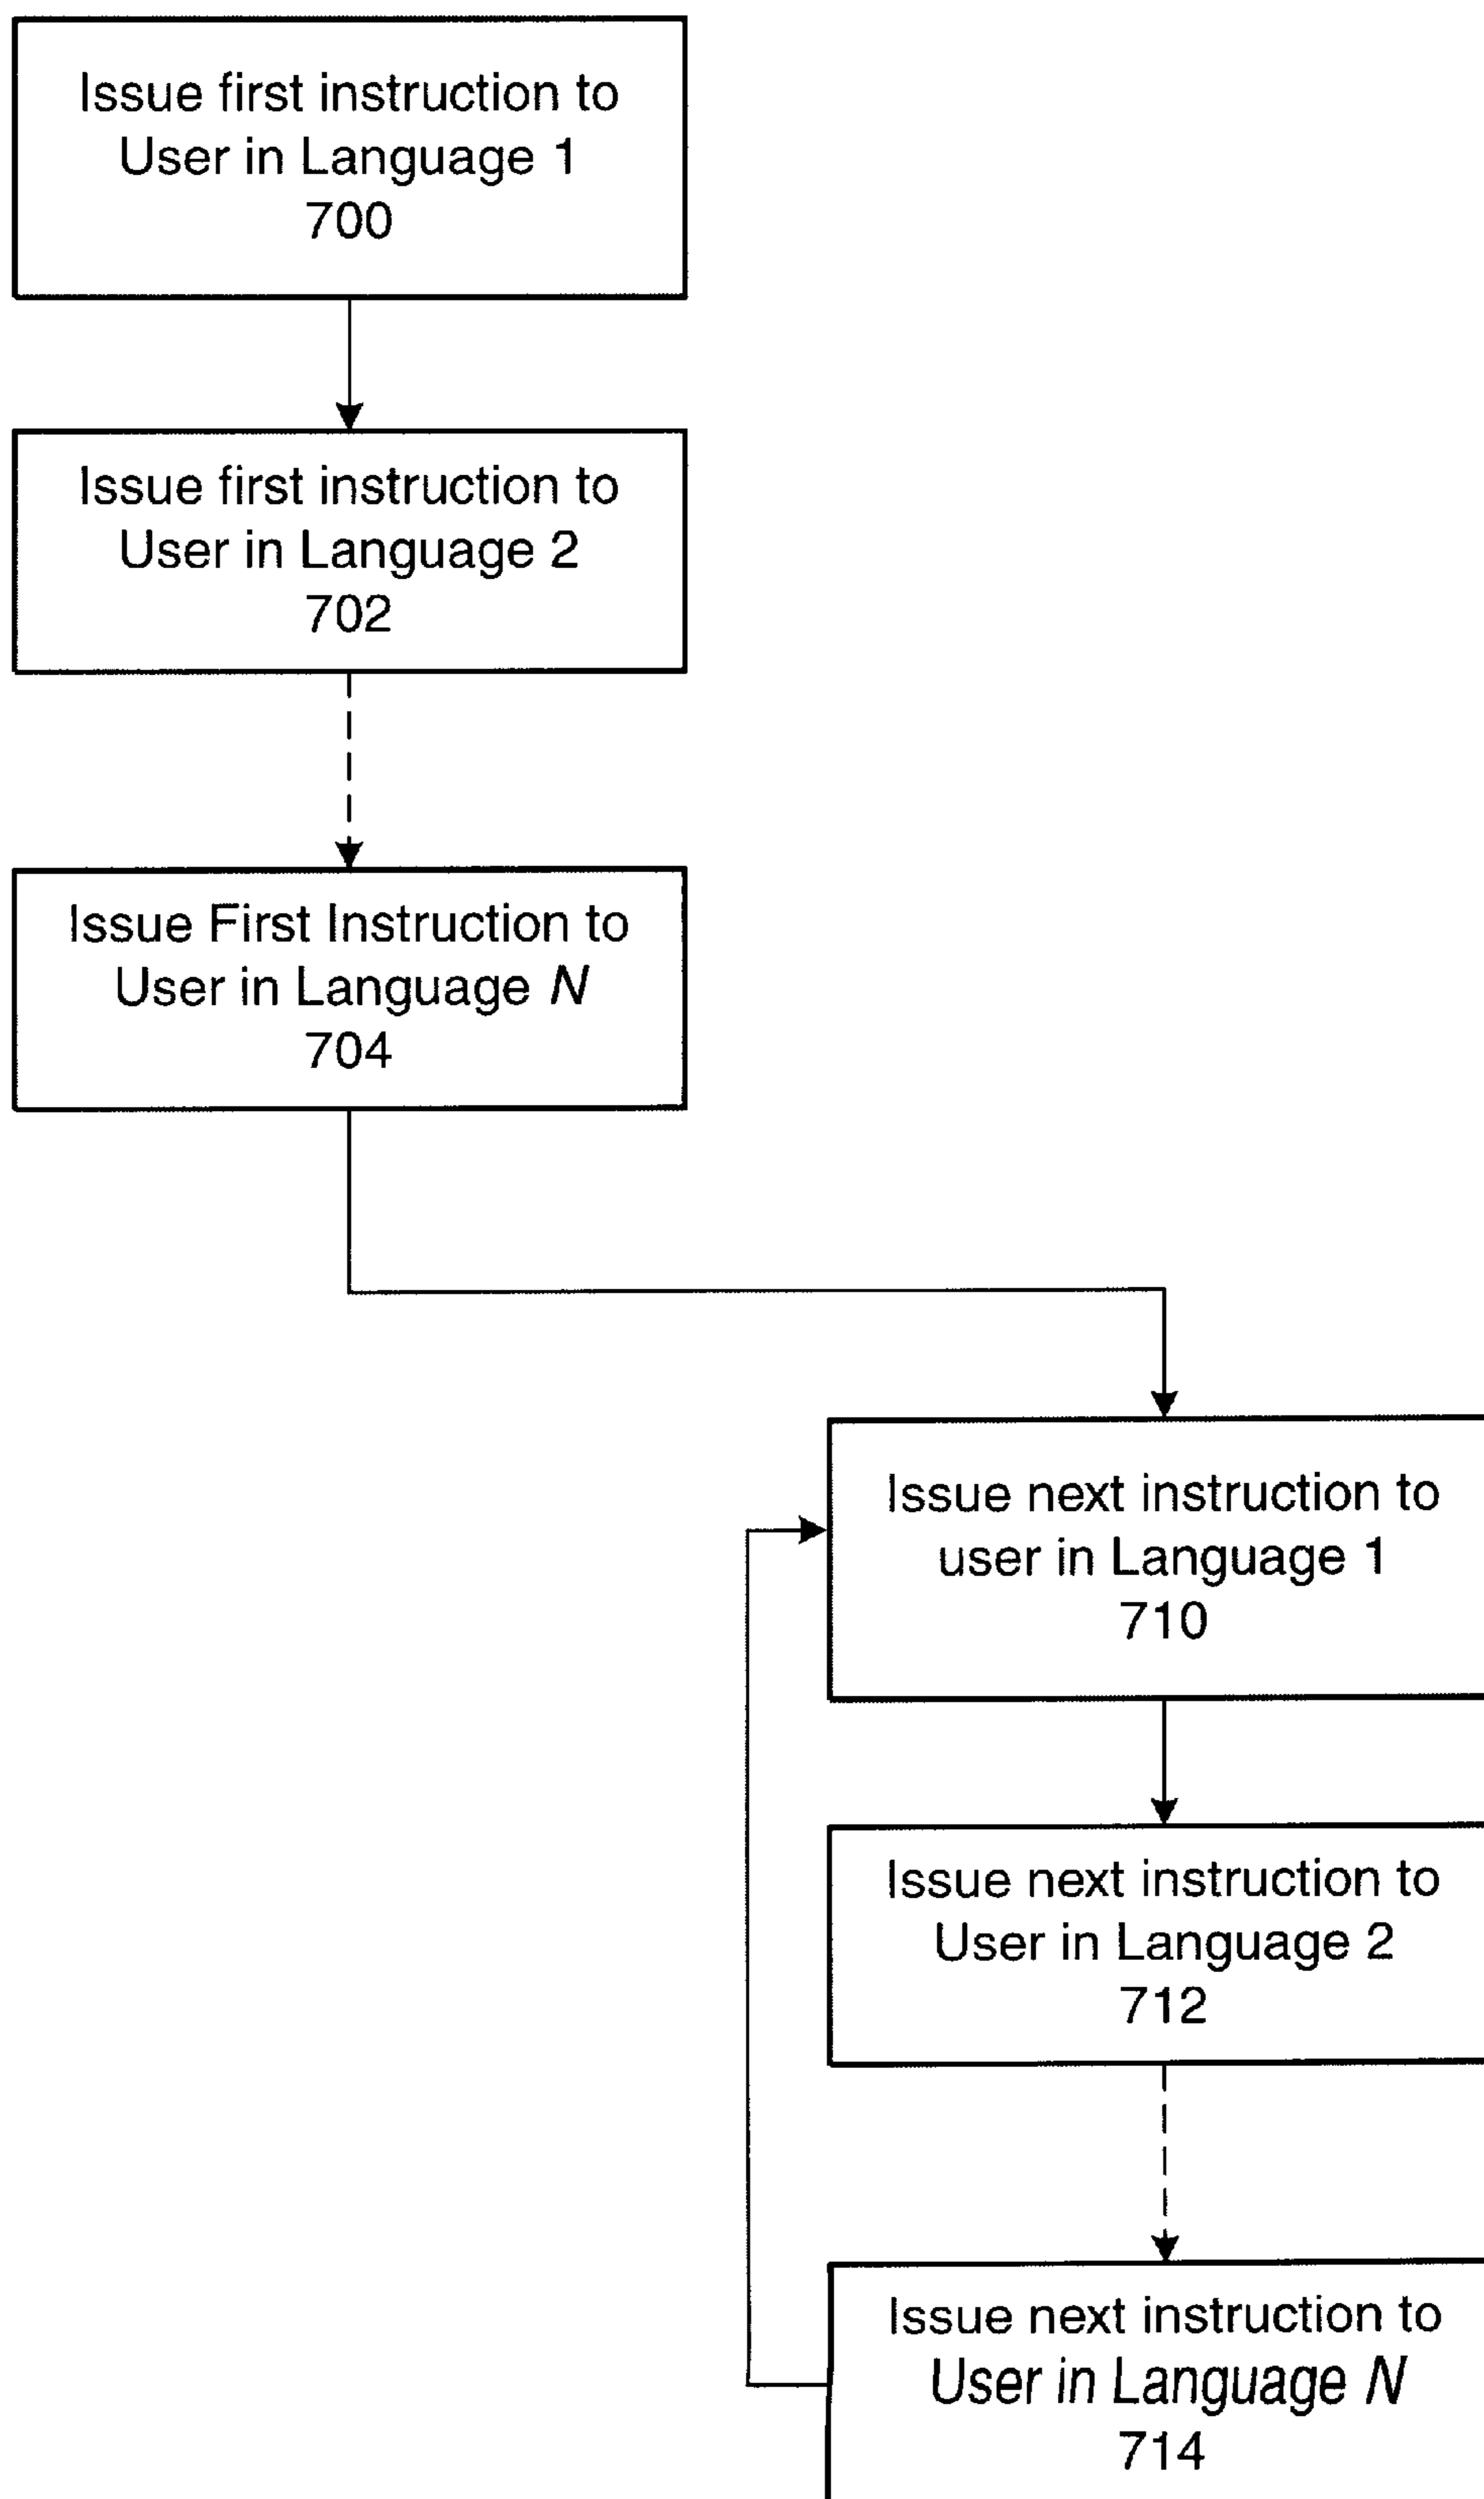 Issue first instruction to
User in Language 1
700
Issue first instruction to
User in Language 2
702
Issue First Instruction to
User in Language N
704
Issue next instruction to
user in Language 1
710
Issue next instruction to
User in Language 2
712
Issue next instruction to
User in Language N
714